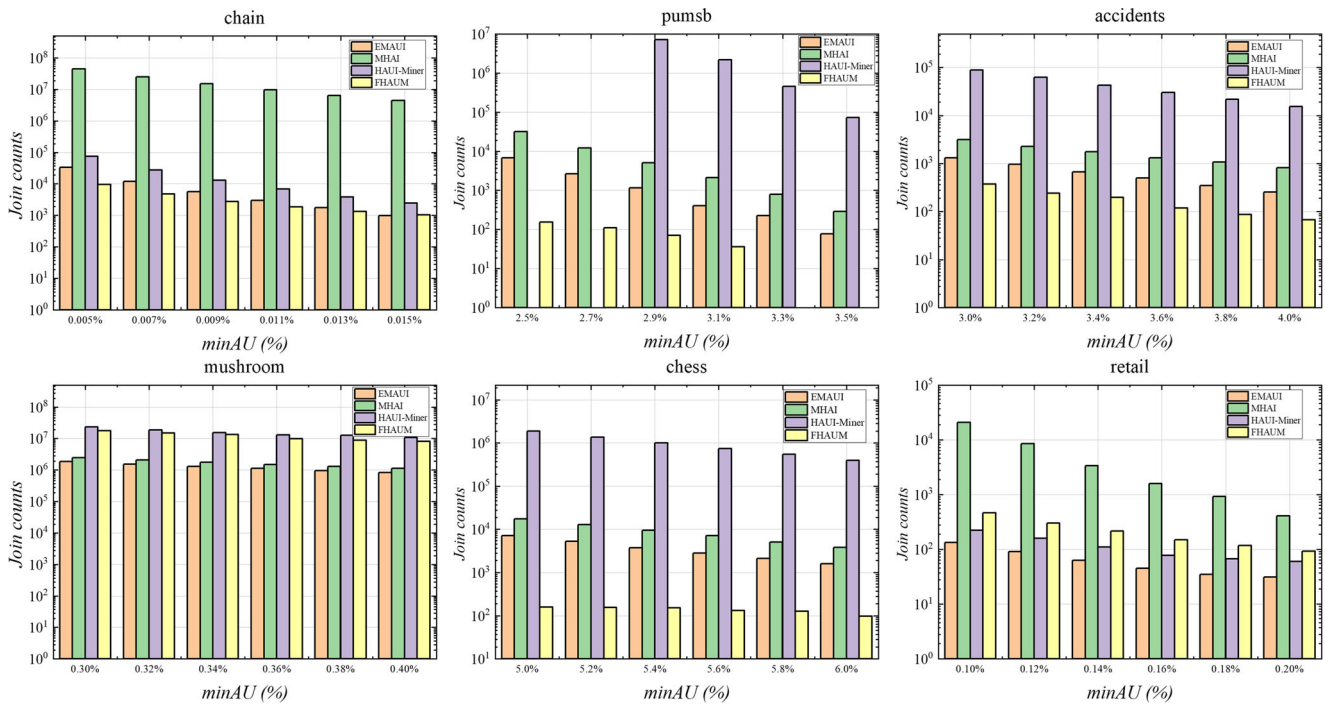 chain
10^8
10^7
10^6
10^5
10^4
10^3
10^2
10^1
10^0
Join counts
EMAUI
MHAI
HAUI-Miner
FHAUM
0.005% 0.007% 0.009% 0.011% 0.013% 0.015%
minAU (%)
pumsb
10^7
10^6
10^5
10^4
10^3
10^2
10^1
10^0
Join counts
EMAUI
MHAI
HAUI-Miner
FHAUM
2.5% 2.7% 2.9% 3.1% 3.3% 3.5%
minAU (%)
accidents
10^5
10^4
10^3
10^2
10^1
10^0
Join counts
EMAUI
MHAI
HAUI-Miner
FHAUM
3.0% 3.2% 3.4% 3.6% 3.8% 4.0%
minAU (%)
mushroom
10^8
10^7
10^6
10^5
10^4
10^3
10^2
10^1
10^0
Join counts
EMAUI
MHAI
HAUI-Miner
FHAUM
0.30% 0.32% 0.34% 0.36% 0.38% 0.40%
minAU (%)
chess
10^7
10^6
10^5
10^4
10^3
10^2
10^1
Join counts
EMAUI
MHAI
HAUI-Miner
FHAUM
5.0% 5.2% 5.4% 5.6% 5.8% 6.0%
minAU (%)
retail
10^5
10^4
10^3
10^2
10^1
10^0
Join counts
EMAUI
MHAI
HAUI-Miner
FHAUM
0.10% 0.12% 0.14% 0.16% 0.18% 0.20%
minAU (%)